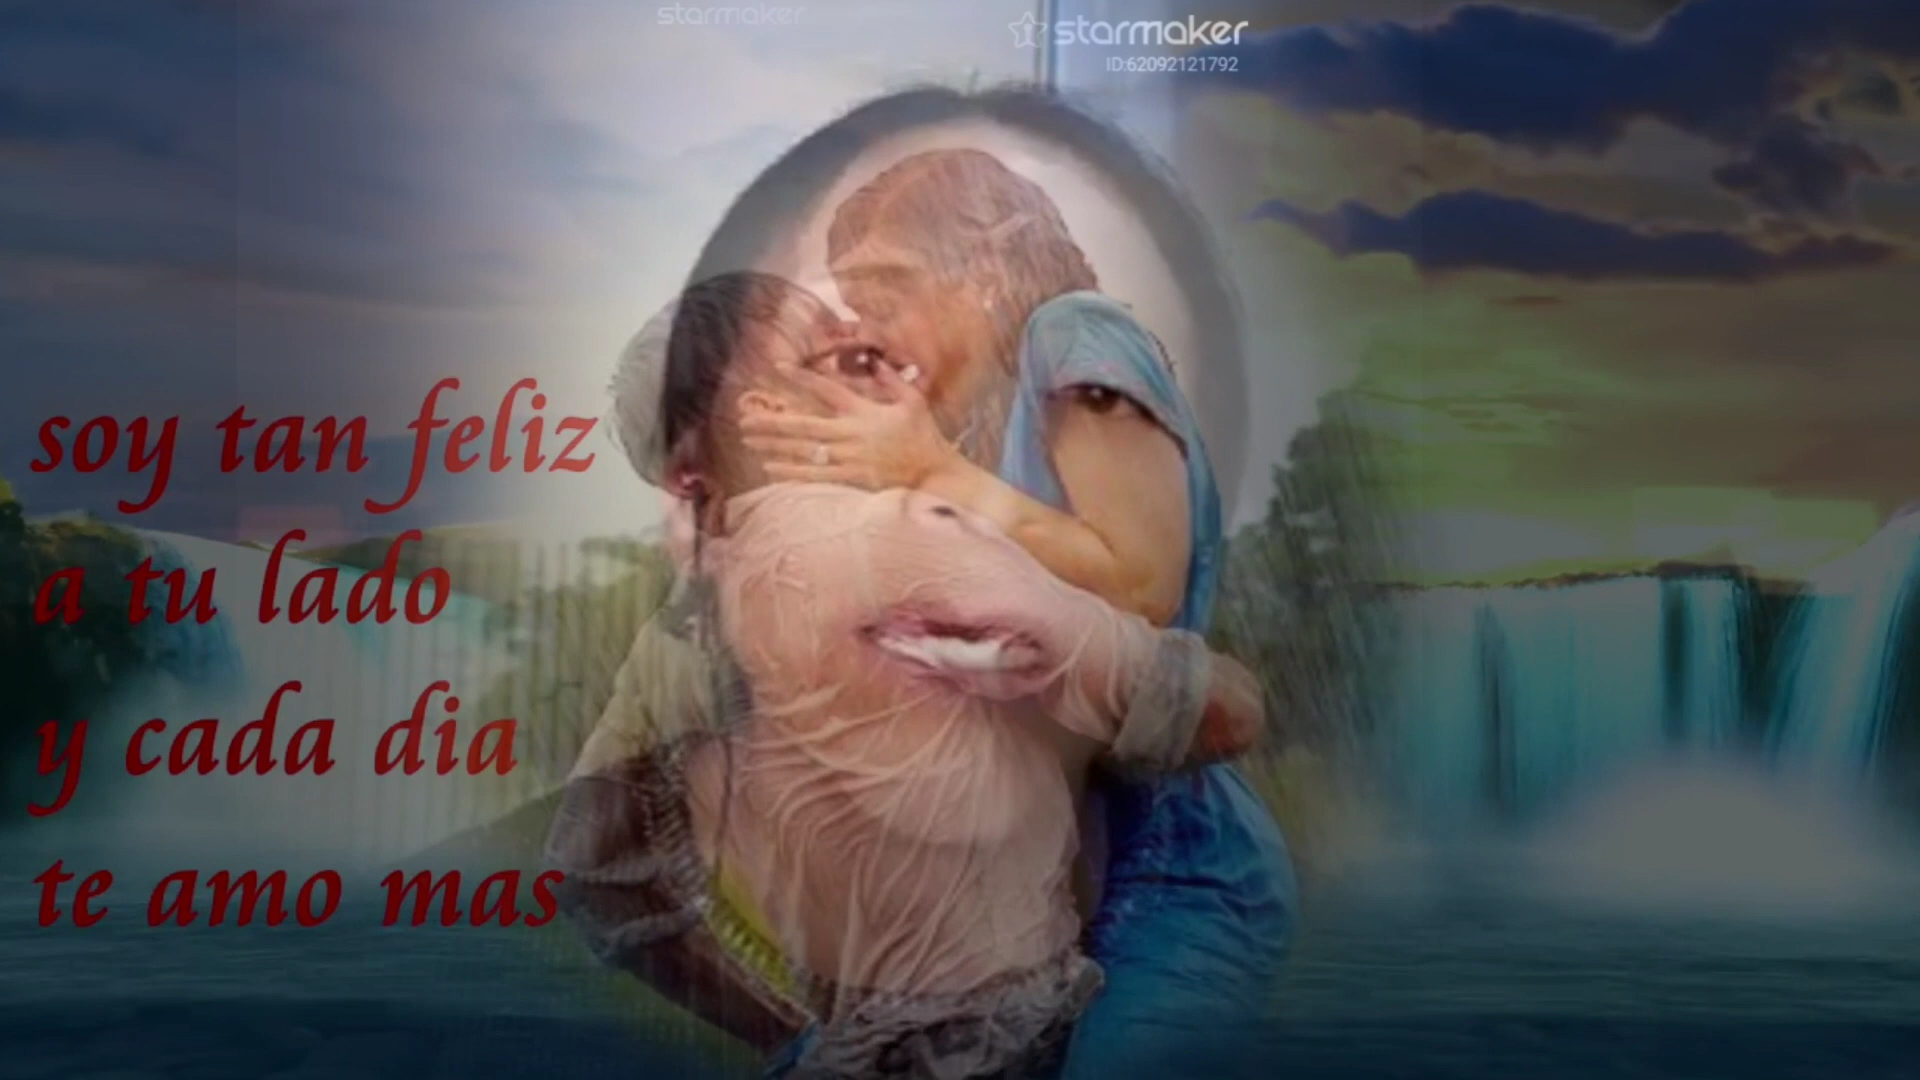 starmaker
starmaker
ID:62092121792
soy tan feliz
a tu lado
y cada dia
te amo mas